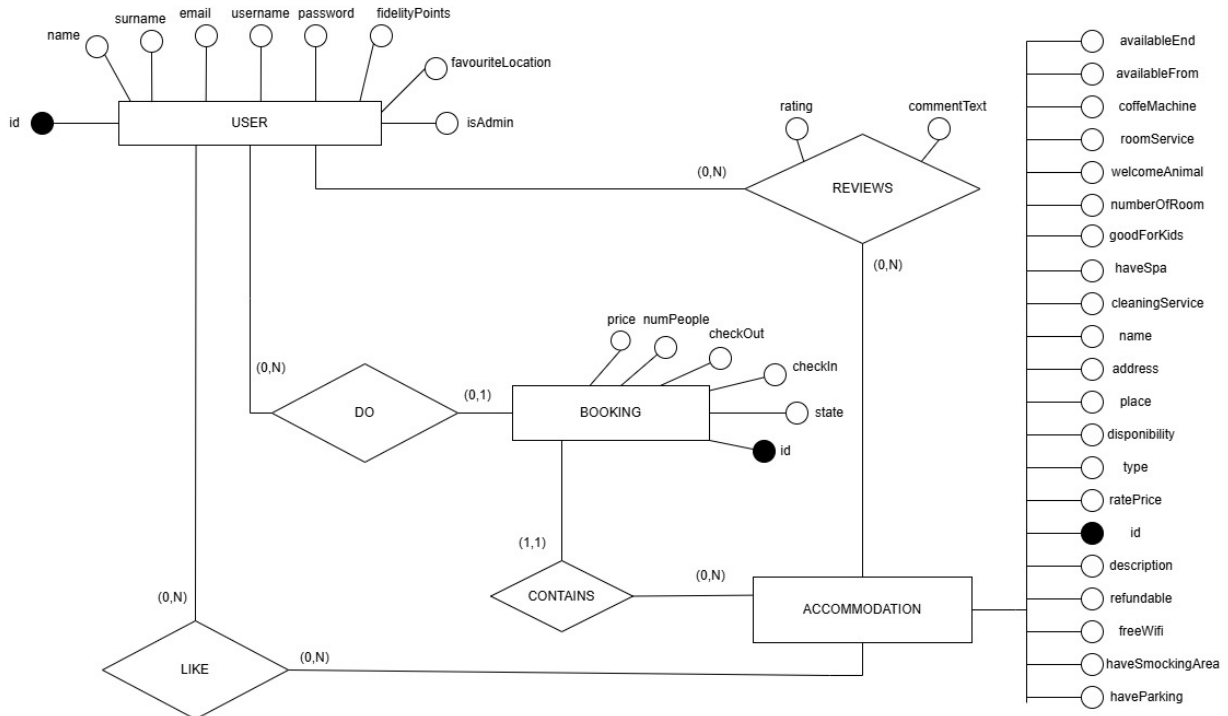 email
username
password
fidelityPoints
surname
name
favouriteLocation
id
USER
isAdmin
rating
commentText
(0,N)
REVIEWS
(0,N)
availableEnd
availableFrom
coffeMachine
roomService
welcomeAnimal
numberOfRoom
goodForKids
haveSpa
cleaningService
name
address
place
disponibility
type
ratePrice
id
description
refundable
freeWifi
haveSmockingArea
haveParking
price
numPeople
checkOut
checkIn
(0,N)
DO
(0,1)
BOOKING
state
id
(1,1)
CONTAINS
(0,N)
ACCOMMODATION
(0,N)
LIKE
(0,N)